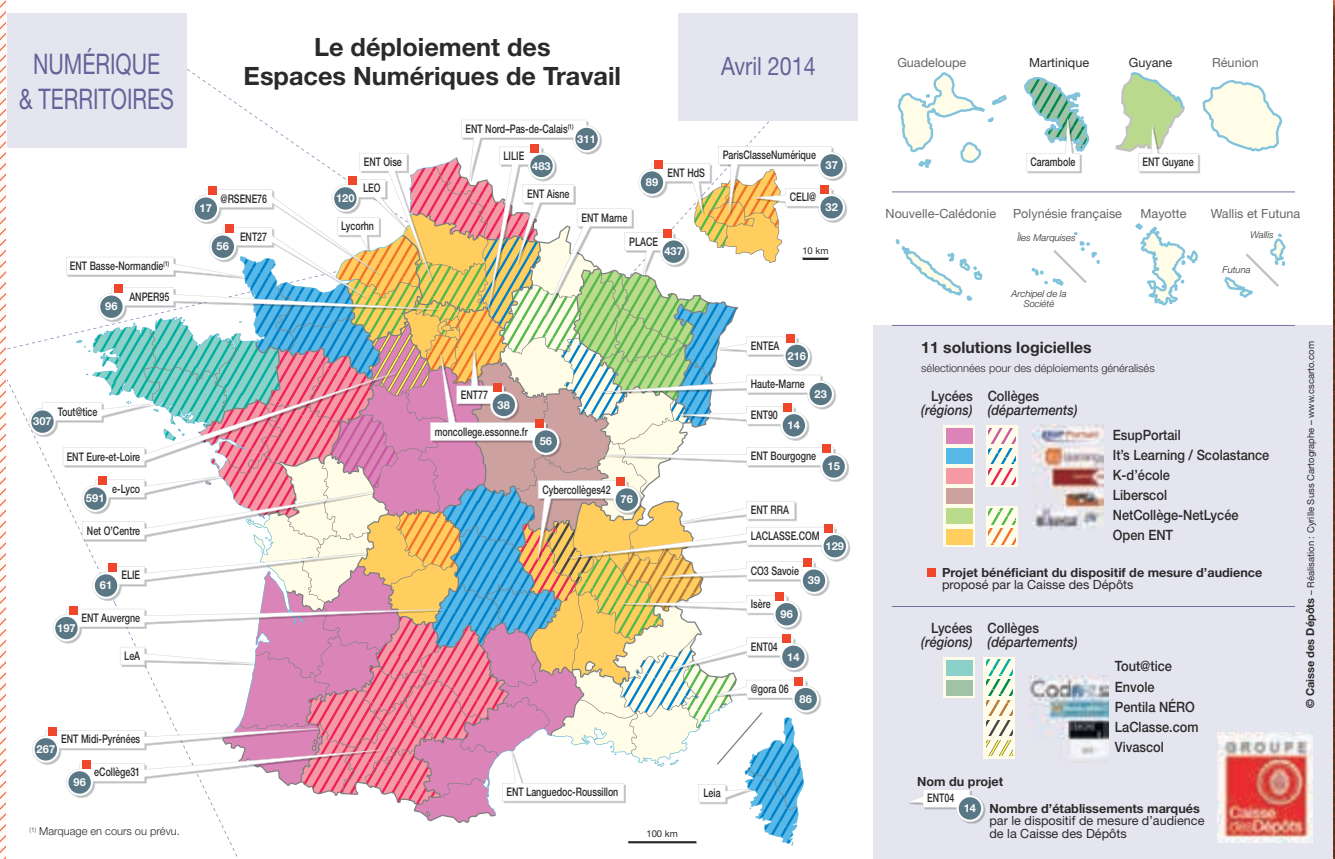 NUMÉRIQUE
& TERRITOIRES
Le déploiement des
Espaces Numériques de Travail
Avril 2014
ENT Nord–Pas-de-Calais(1)
311
LILIE
483
ENT Oise
LEO
120
ENT Aisne
@RSENE76
17
Lycorhn
ENT Marne
ENT27
56
PLACE
437
ENT Basse-Normandie(1)
ANPER95
96
ENT HdS
89
ParisClasseNumérique
37
CELI@
32
10 km
ENTEA
216
Haute-Marne
23
ENT77
38
ENT90
14
Tout@tice
307
moncollege.essonne.fr
56
ENT Bourgogne
15
ENT Eure-et-Loire
e-Lyco
591
Cybercollèges42
76
ENT RRA
Net O'Centre
LACLASSE.COM
129
ELIE
61
CO3 Savoie
39
Isère
96
ENT Auvergne
197
ENT04
14
LeA
@gora 06
86
ENT Midi-Pyrénées
267
eCollège31
96
ENT Languedoc-Roussillon
Leia
(1) Marquage en cours ou prévu.
100 km
Guadeloupe
Martinique
Guyane
Réunion
Carambole
ENT Guyane
Nouvelle-Calédonie
Polynésie française
Mayotte
Wallis et Futuna
Îles Marquises
Archipel de la
Société
Wallis
Futuna
11 solutions logicielles
sélectionnées pour des déploiements généralisés
Lycées
(régions)
Collèges
(départements)
EsupPortail
It's Learning / Scolastance
K-d'école
Liberscol
NetCollège-NetLycée
Open ENT
Projet bénéficiant du dispositif de mesure d'audience
proposé par la Caisse des Dépôts
Lycées
(régions)
Collèges
(départements)
Tout@tice
Envole
Pentila NÉRO
LaClasse.com
Vivascol
Nom du projet
ENT04
14
Nombre d'établissements marqués
par le dispositif de mesure d'audience
de la Caisse des Dépôts
GROUPE
Caisse
des Dépôts
© Caisse des Dépôts – Réalisation : Cyrille Suss Cartographe – www.cscarto.com